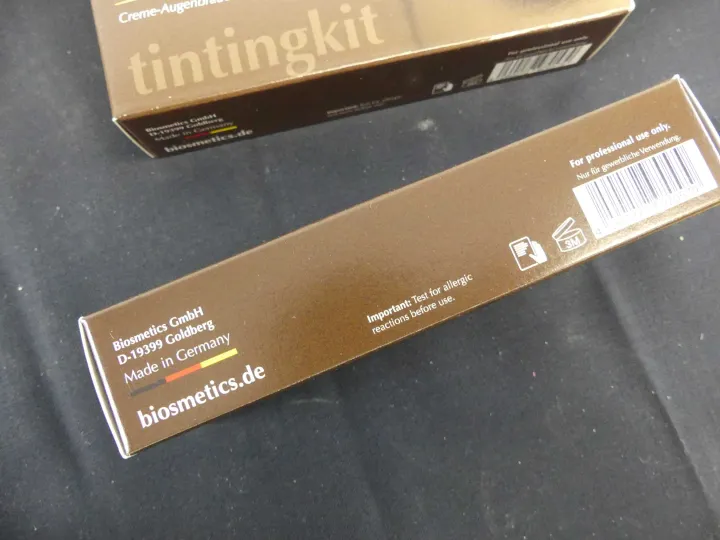 tintingkit
For professional use only.
Biosmetics GmbH
D-19399 Goldberg
Made in Germany
biosmetics.de
For professional use only.
Nur für gewerbliche Verwendung.
3M
Important: Test for allergic
reactions before use.
Biosmetics GmbH
D-19399 Goldberg
Made in Germany
biosmetics.de